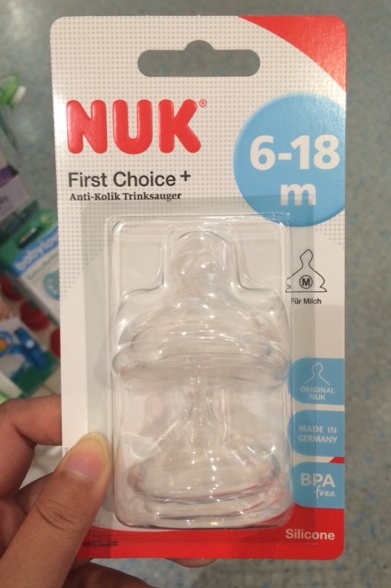 NUK®
6-18
m
First Choice+
Anti-Kolik Trinksauger
M
Für Milch
ORIGINAL
NUK
MADE IN
GERMANY
BPA
free
Silicone